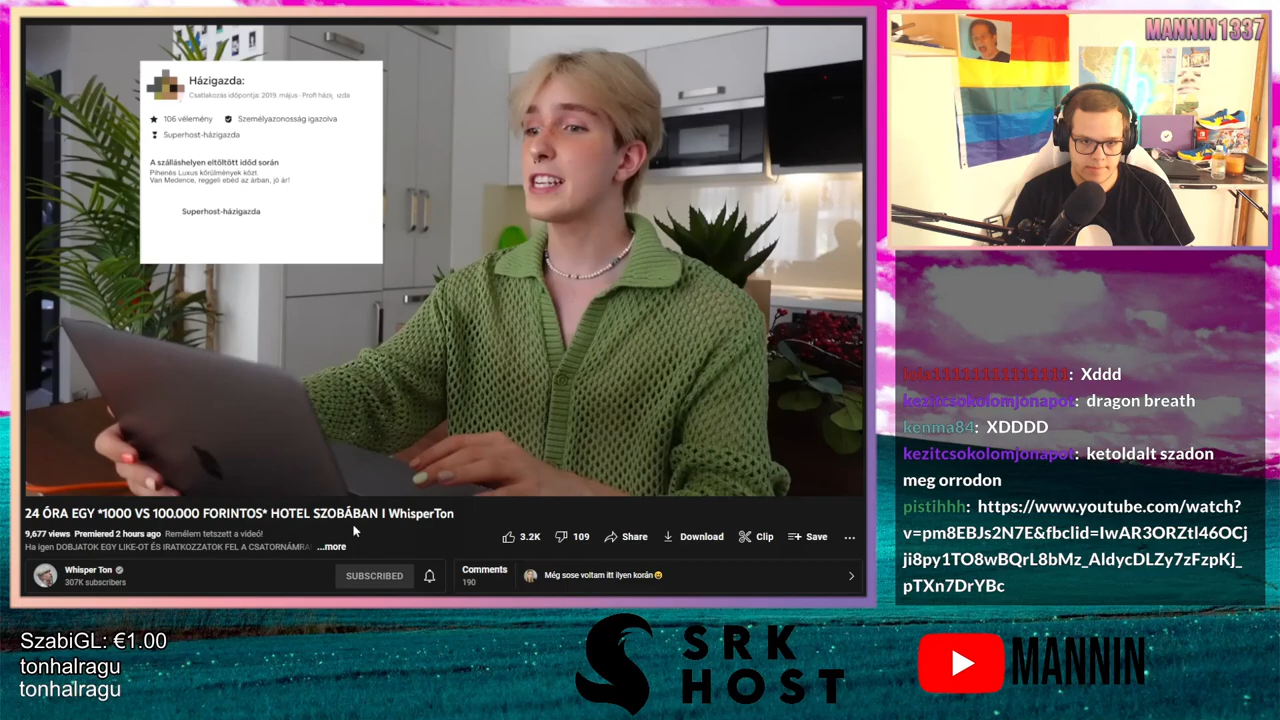 Házigazda:
Csatlakozás időpontja: 2019. május · Profi
106 vélemény
Személyazonosság igazolva
Superhost-házigazda
A szálláshelyen eltöltött időd során
Pihenés Luxus körülmények közt.
Van Medence, reggeli ebéd az árban, jó ár!
Superhost-házigazda
24 ÓRA EGY *1000 VS 100.000 FORINTOS* HOTEL SZOBÁBAN I WhisperTon
9,677 views Premiered 2 hours ago Remélem tetszett a videó!
Ha igen DOBJATOK EGY LIKE-OT ÉS IRATKOZZATOK FEL A CSATORNÁMRA ...more
3.2K
109
Share
Download
Clip
Save
Whisper Ton
307K subscribers
SUBSCRIBED
Comments
190
Még sose voltam itt ilyen korán😄
MANNIN1337
: Xddd
kezitcsokolomjonapot: dragon breath
kenma84: XDDDD
kezitcsokolomjonapot: ketoldalt szadon
meg orrodon
pistihhh: https://www.youtube.com/watch?
v=pm8EBJs2N7E&fbclid=IwAR3ORZtl46OCj
ji8py1TO8wBQrL8bMz_AldycDLZy7zFzpKj_
pTXn7DrYBc
SzabiGL: €1.00
tonhalragu
tonhalragu
SRK
HOST
MANNIN